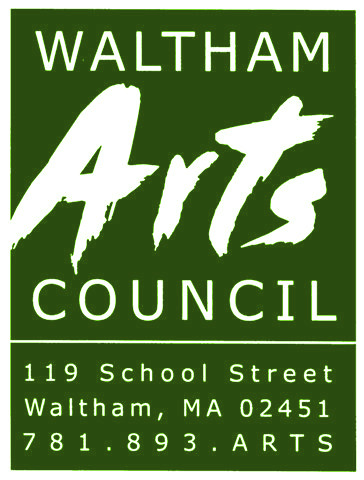 WALTHAM
Arts
COUNCIL
119 School Street
Waltham, MA 02451
781.893.ARTS